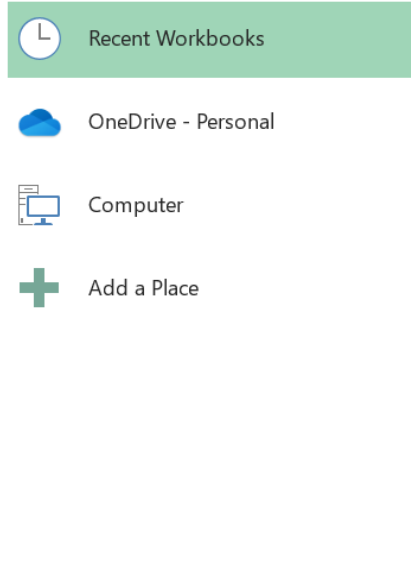 Recent Workbooks
OneDrive - Personal
Computer
Add a Place